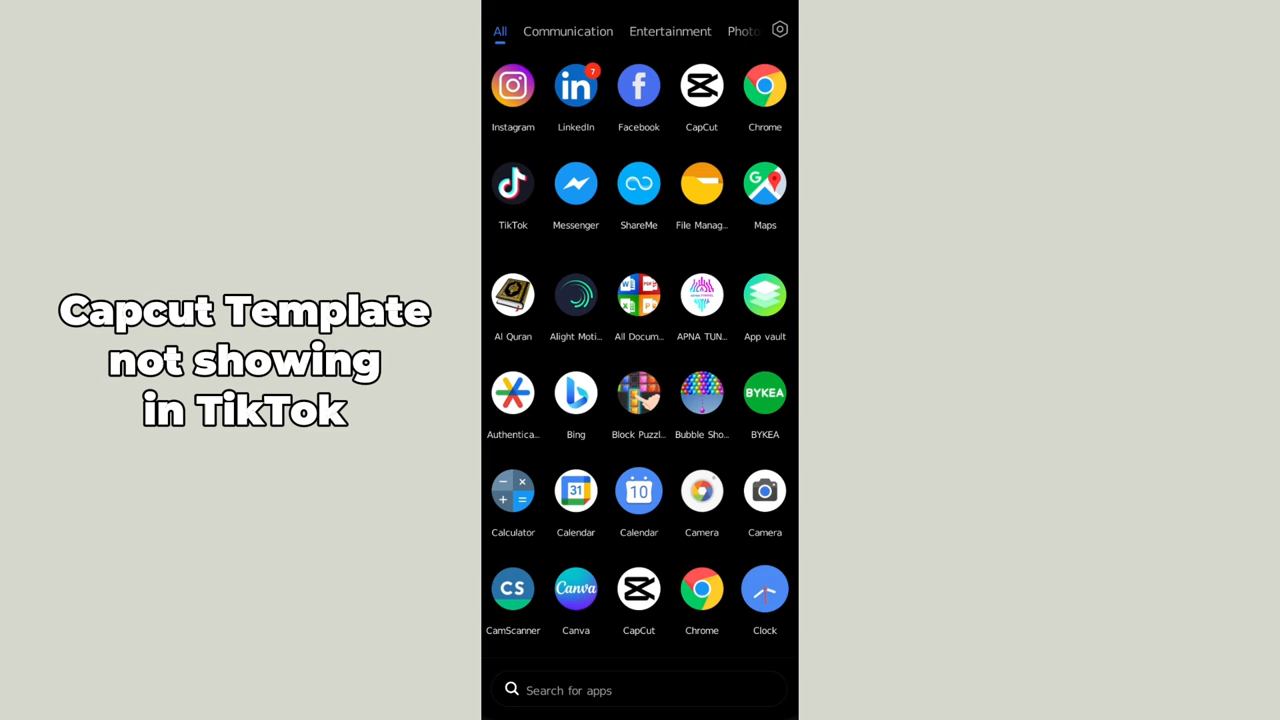 Capcut Template
not showing
in TikTok
All Communication Entertainment Photo
7
in
f
Instagram LinkedIn Facebook CapCut Chrome
G
TikTok Messenger ShareMe File Manag... Maps
W PDF
X P
Al Quran Alight Moti... All Docum... APNA TUN... App vault
BYKEA
Authentica... Bing Block Puzzl... Bubble Sho... BYKEA
− ×
+ =
31
10
Calculator Calendar Calendar Camera Camera
CS
Canva
CamScanner Canva CapCut Chrome Clock
Search for apps